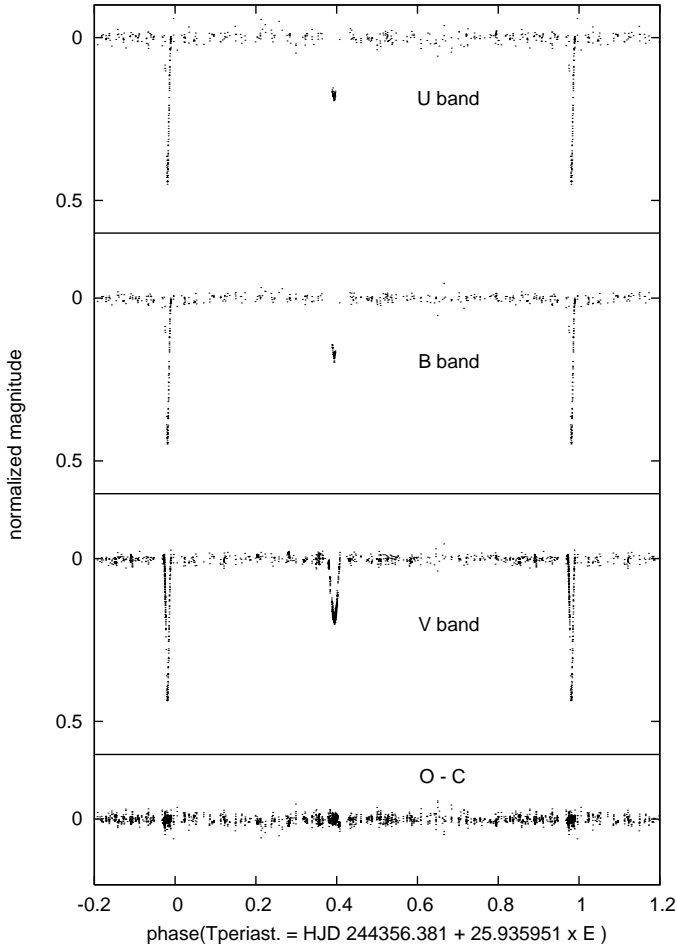 0
U band
0.5
0
B band
0.5
normalized magnitude
0
V band
0.5
O - C
0
-0.2 0 0.2 0.4 0.6 0.8 1 1.2
phase(Tperiast. = HJD 244356.381 + 25.935951 x E )